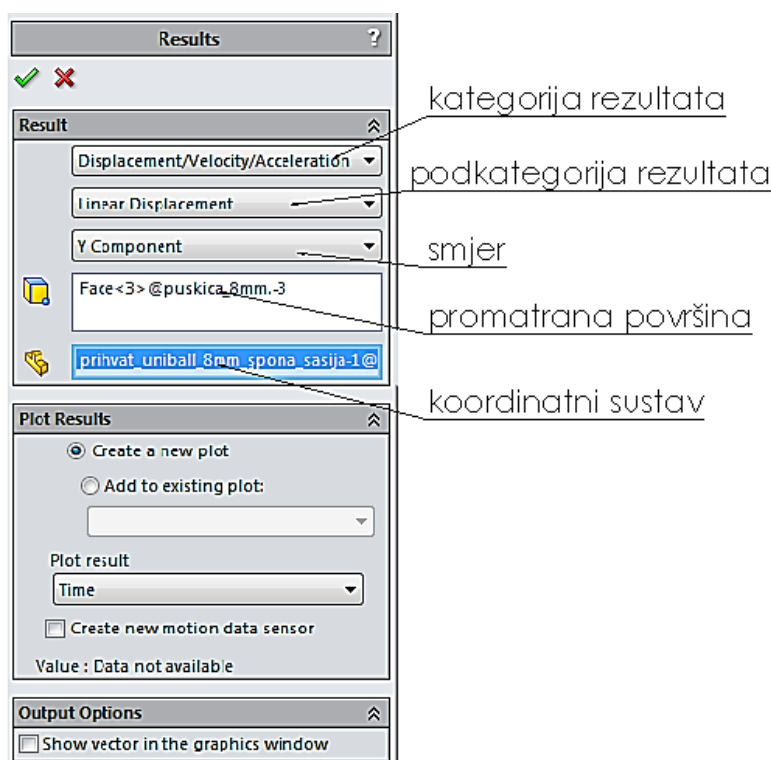 Results ?
Result
Displacement/Velocity/Acceleration
kategorija rezultata
Linear Displacement
podkategorija rezultata
Y Component
smjer
Face<3>@puskica_8mm.-3
promatrana površina
prihvat_uniball_8mm_spona_sasija-1@
koordinatni sustav
Plot Results
Create a new plot
Add to existing plot:
Plot result
Time
Create new motion data sensor
Value : Data not available
Output Options
Show vector in the graphics window